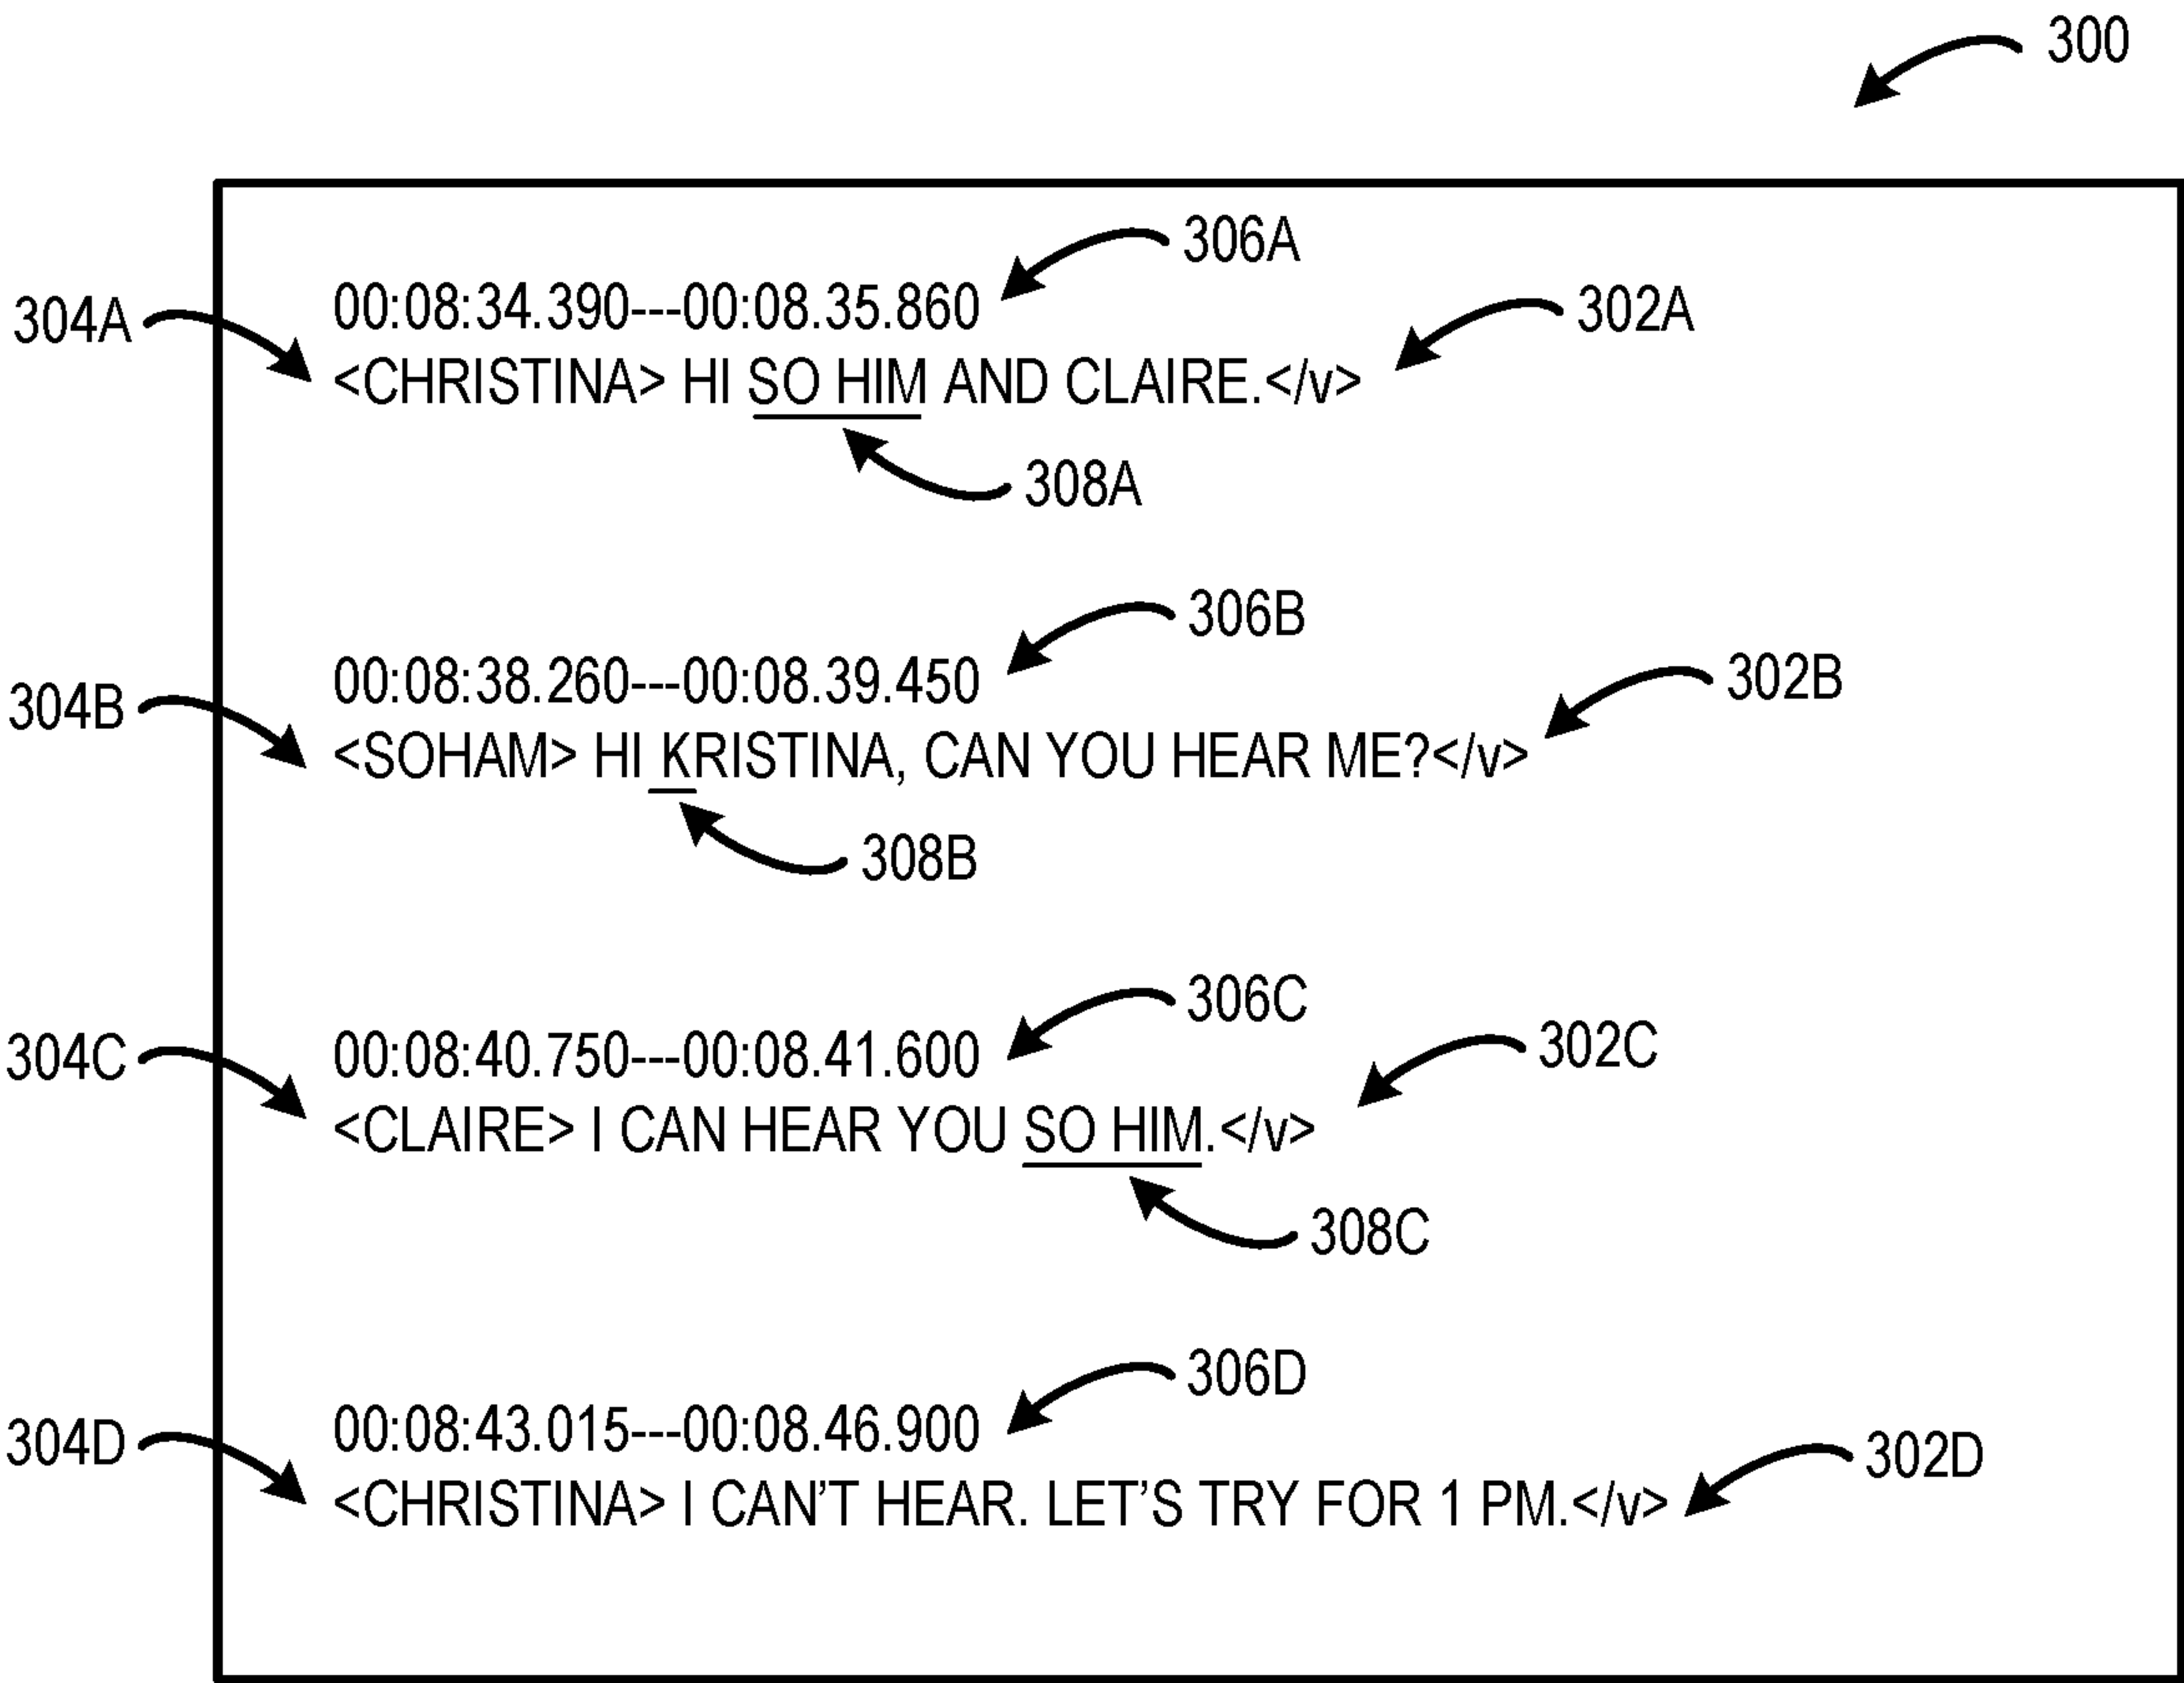 300
306A
00:08:34.390---00:08.35.860
302A
304A
<CHRISTINA> HI SO HIM AND CLAIRE.</v>
308A
306B
00:08:38.260---00:08.39.450
302B
304B
<SOHAM> HI KRISTINA, CAN YOU HEAR ME?</v>
308B
306C
00:08:40.750---00:08.41.600
302C
304C
<CLAIRE> I CAN HEAR YOU SO HIM.</v>
308C
306D
00:08:43.015---00:08.46.900
302D
304D
<CHRISTINA> I CAN'T HEAR. LET'S TRY FOR 1 PM.</v>